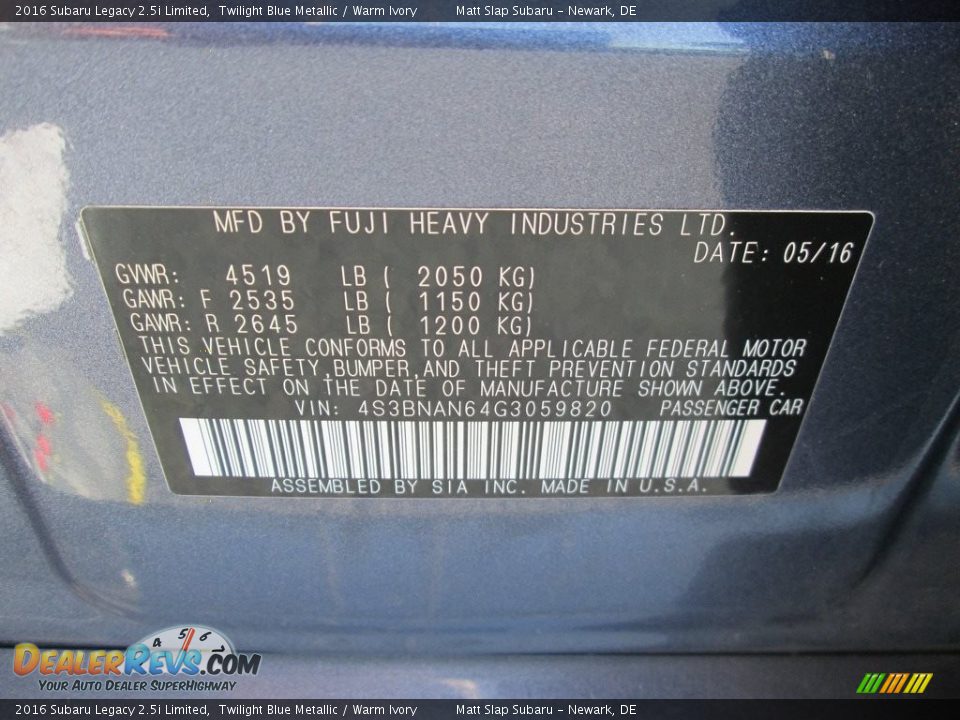 2016 Subaru Legacy 2.5i Limited, Twilight Blue Metallic / Warm Ivory Matt Slap Subaru – Newark, DE
MFD BY FUJI HEAVY INDUSTRIES LTD.
DATE: 05/16
GVWR: 4519 LB ( 2050 KG)
GAWR: F 2535 LB ( 1150 KG)
GAWR: R 2645 LB ( 1200 KG)
THIS VEHICLE CONFORMS TO ALL APPLICABLE FEDERAL MOTOR
VEHICLE SAFETY,BUMPER,AND THEFT PREVENTION STANDARDS
IN EFFECT ON THE DATE OF MANUFACTURE SHOWN ABOVE.
VIN: 4S3BNAN64G3059820 PASSENGER CAR
ASSEMBLED BY SIA INC. MADE IN U.S.A.
4 5 6 7
DealerRevs.com
Your Auto Dealer SuperHighway
2016 Subaru Legacy 2.5i Limited, Twilight Blue Metallic / Warm Ivory Matt Slap Subaru – Newark, DE